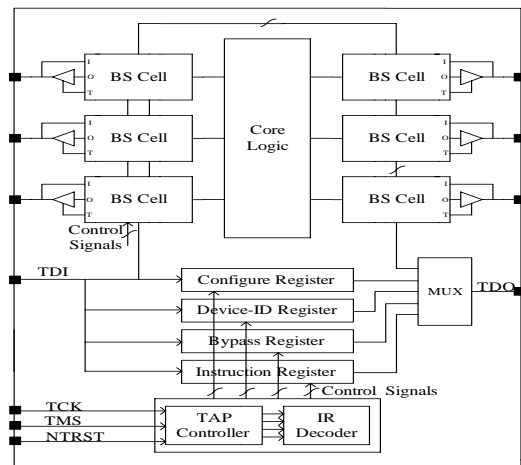 I
O
T
BS Cell
BS Cell
I
O
T
I
O
T
BS Cell
Core
Logic
BS Cell
I
O
T
I
O
T
BS Cell
BS Cell
I
O
T
Control
Signals
TDI
Configure Register
Device-ID Register
Bypass Register
Instruction Register
MUX
TDO
Control Signals
TCK
TMS
NTRST
TAP
Controller
IR
Decoder